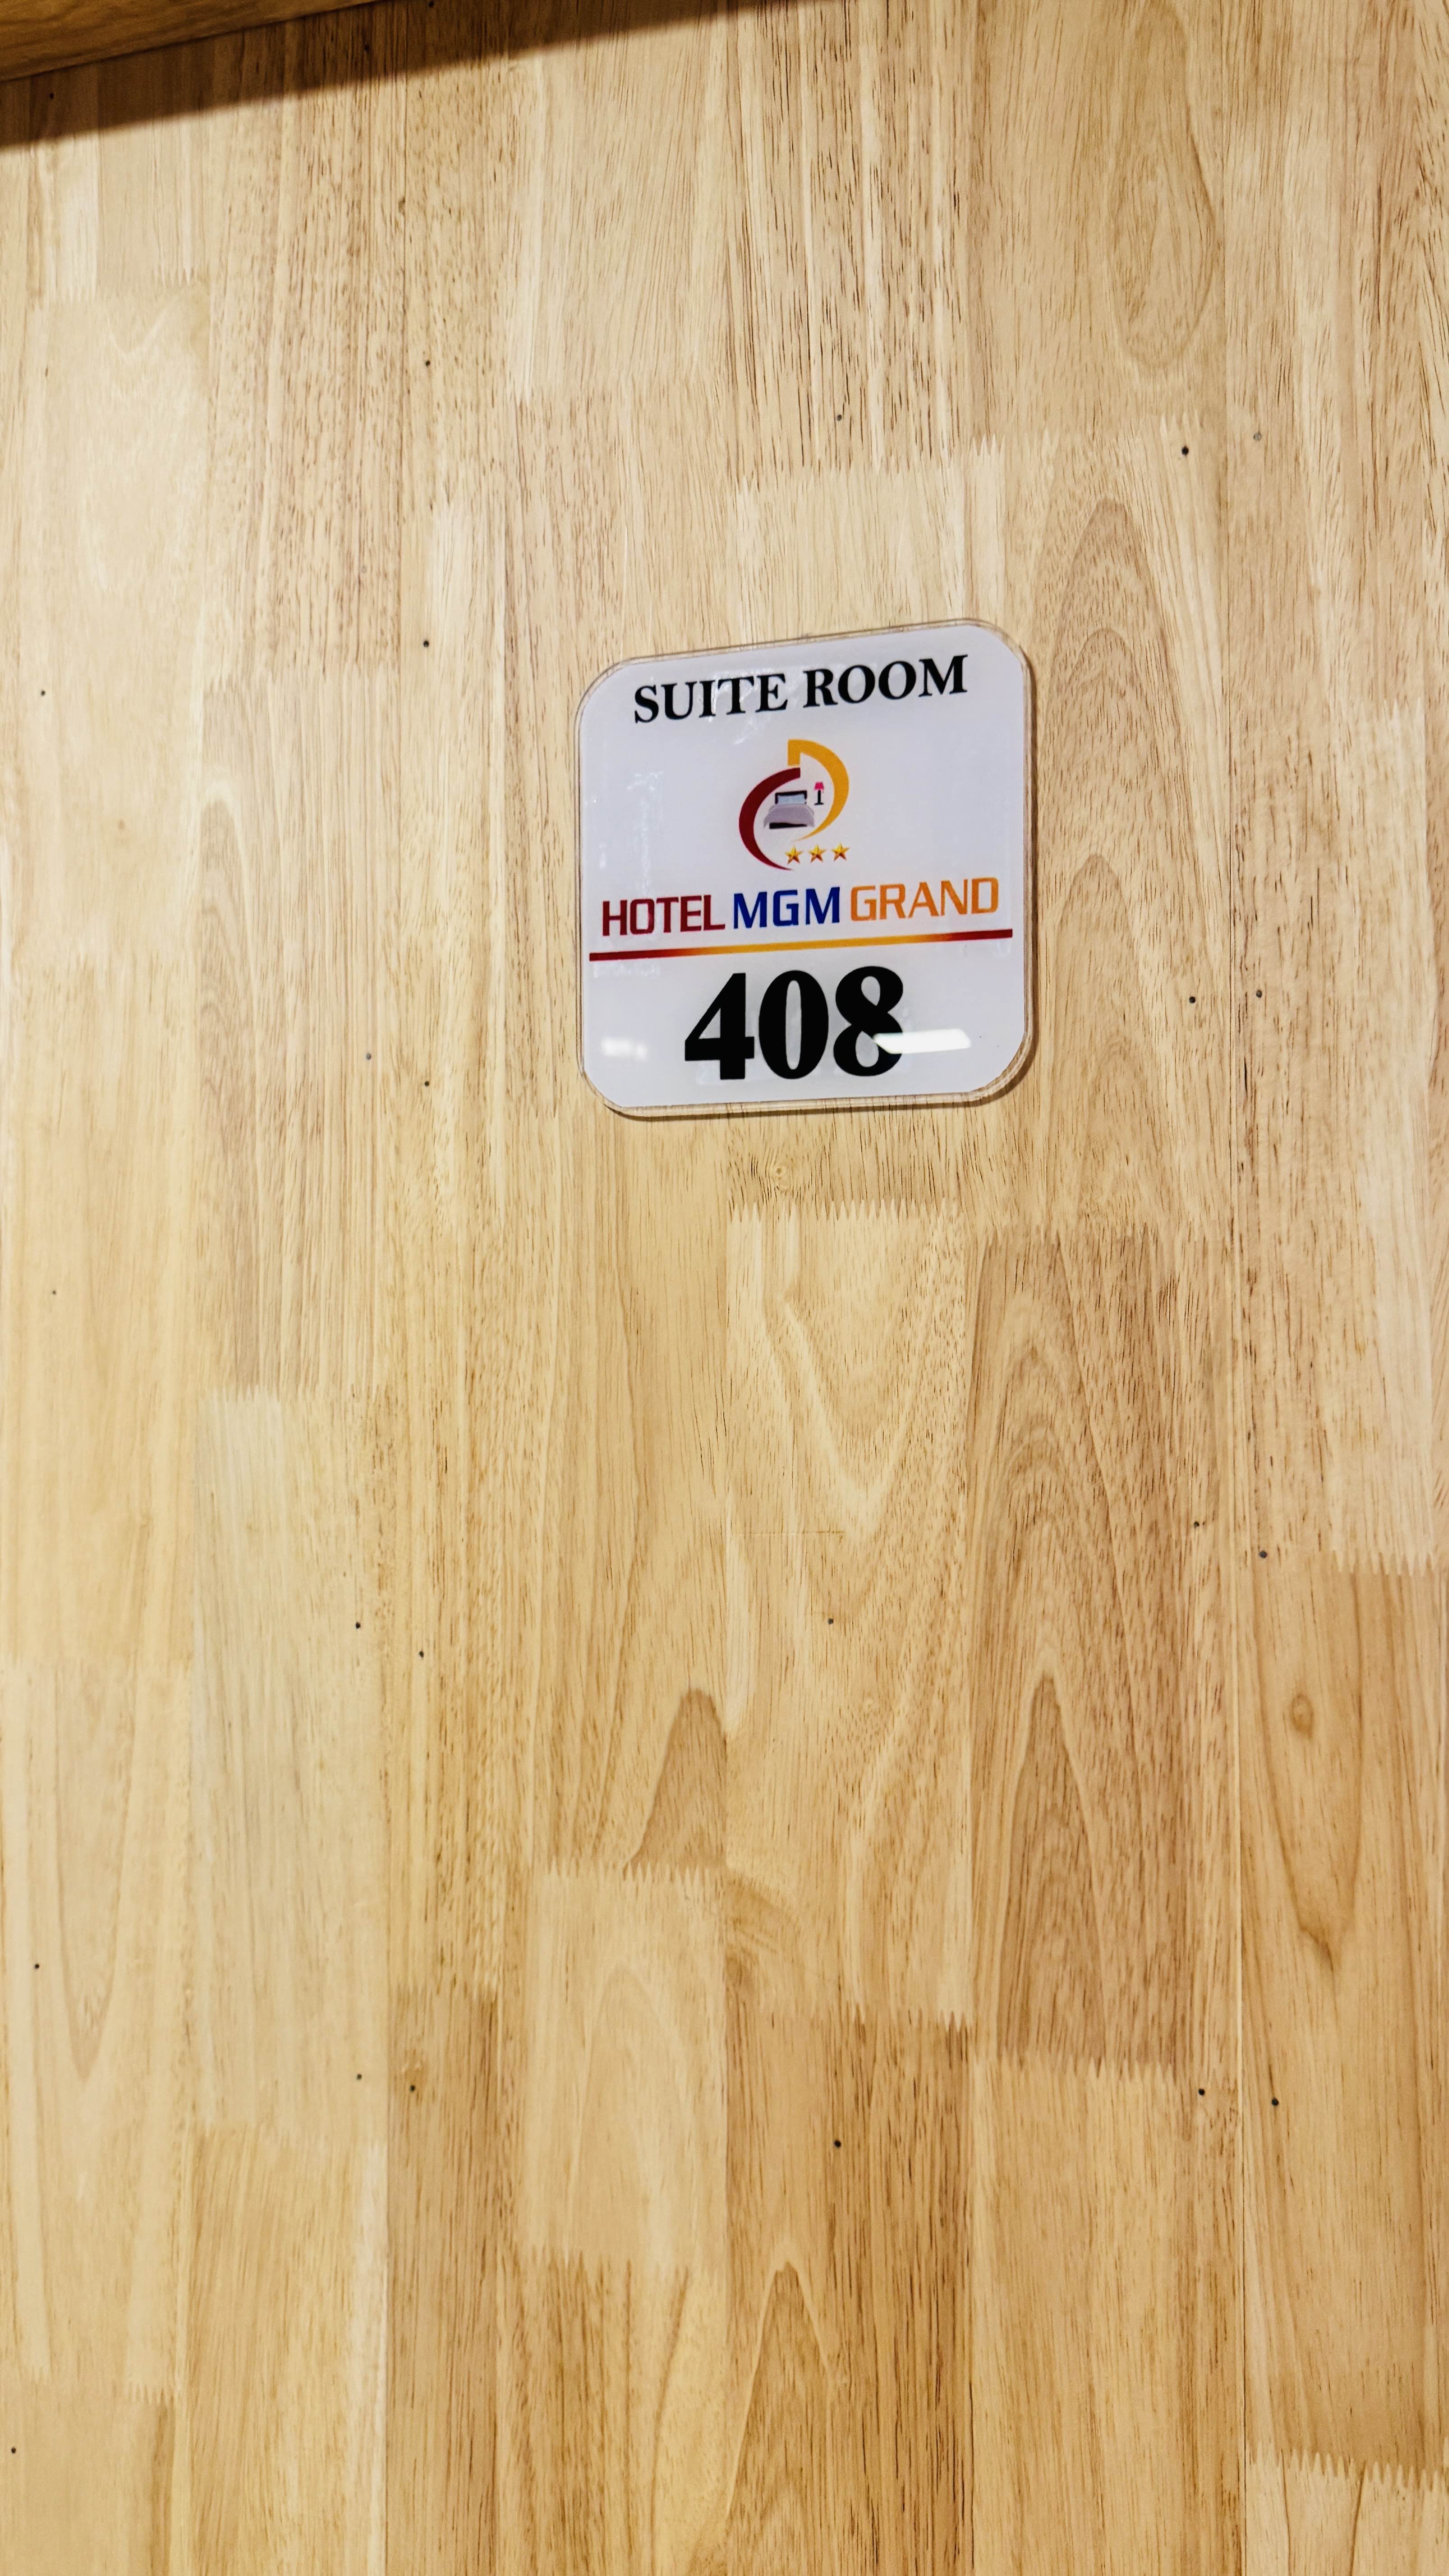 SUITE ROOM
HOTEL MGM GRAND
408